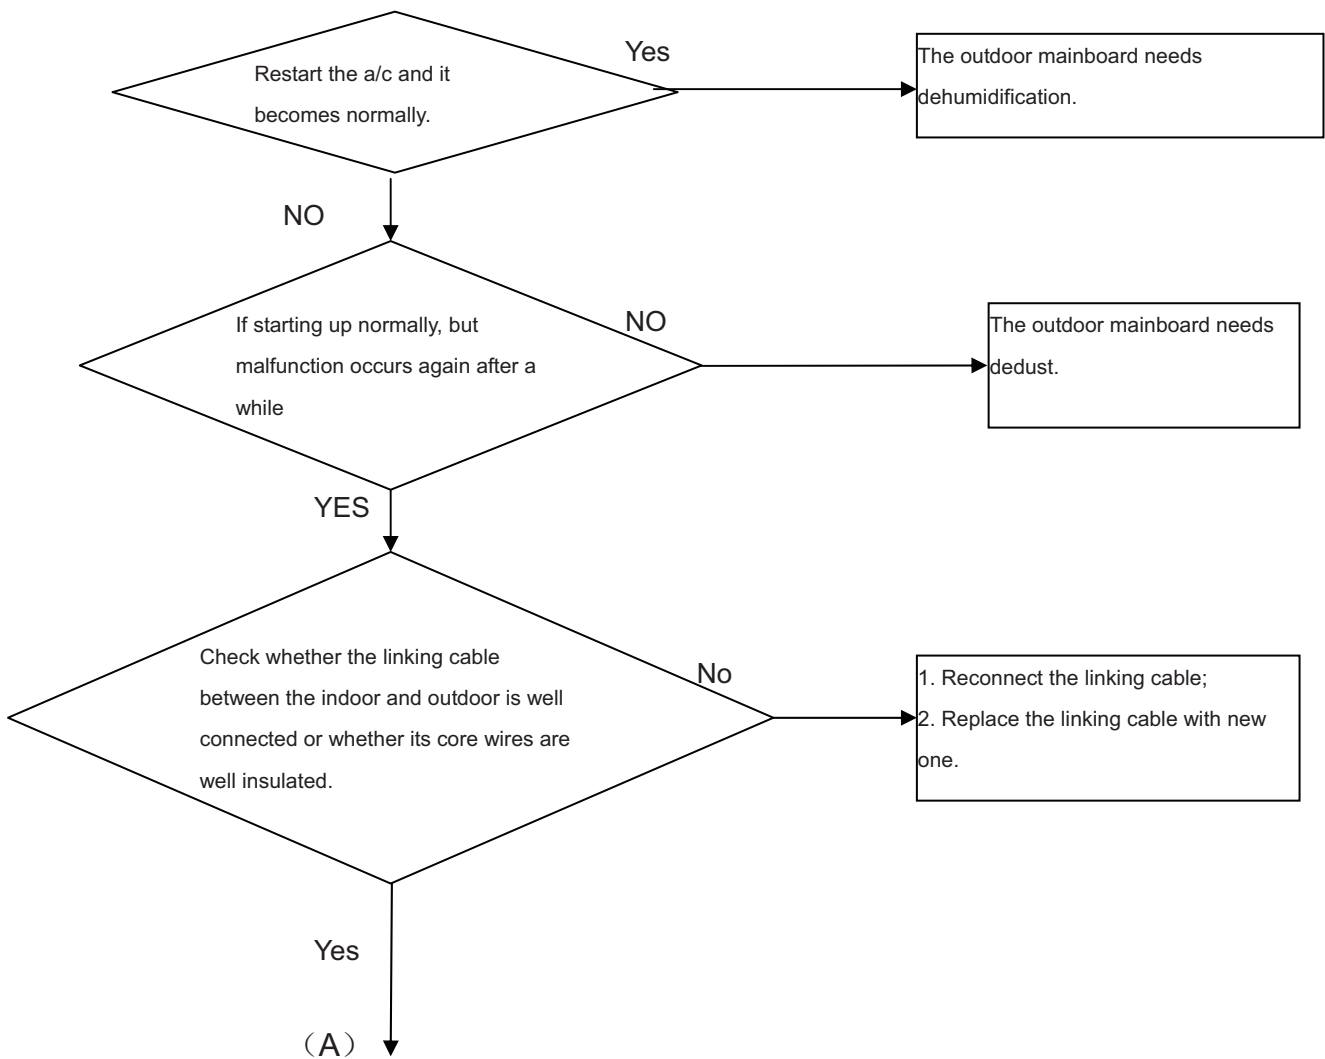 Yes
Restart the a/c and it
becomes normally.
The outdoor mainboard needs
dehumidification.
NO
If starting up normally, but
malfunction occurs again after a
while
NO
The outdoor mainboard needs
dedust.
YES
Check whether the linking cable
between the indoor and outdoor is well
connected or whether its core wires are
well insulated.
No
1. Reconnect the linking cable;
2. Replace the linking cable with new
one.
Yes
（A）